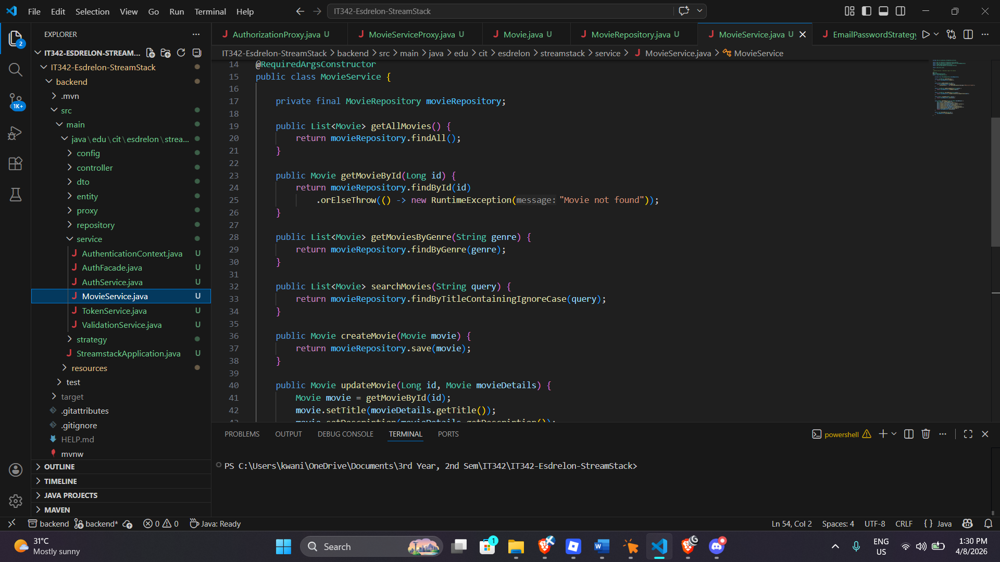 File Edit Selection View Go Run Terminal Help
IT342-Esdrelon-StreamStack
2
1K+
EXPLORER
IT342-ESDRELON-STREAM...
IT342-Esdrelon-StreamStack
backend
.mvn
src
main
java\edu\cit\esdrelon\strea...
config
controller
dto
entity
proxy
repository
service
AuthenticationContext.java U
AuthFacade.java U
AuthService.java U
MovieService.java U
TokenService.java U
ValidationService.java U
strategy
StreamstackApplication.java U
resources
test
target
.gitattributes
.gitignore
HELP.md
mvnw
OUTLINE
TIMELINE
JAVA PROJECTS
MAVEN
AuthorizationProxy.java U MovieServiceProxy.java U Movie.java U MovieRepository.java U MovieService.java U EmailPasswordStrategy
IT342-Esdrelon-StreamStack > backend > src > main > java > edu > cit > esdrelon > streamstack > service > MovieService.java > MovieService
14 @RequiredArgsConstructor
15 public class MovieService {
16
17 private final MovieRepository movieRepository;
18
19 public List<Movie> getAllMovies() {
20 return movieRepository.findAll();
21 }
22
23 public Movie getMovieById(Long id) {
24 return movieRepository.findById(id)
25 .orElseThrow(() -> new RuntimeException(message: "Movie not found"));
26 }
27
28 public List<Movie> getMoviesByGenre(String genre) {
29 return movieRepository.findByGenre(genre);
30 }
31
32 public List<Movie> searchMovies(String query) {
33 return movieRepository.findByTitleContainingIgnoreCase(query);
34 }
35
36 public Movie createMovie(Movie movie) {
37 return movieRepository.save(movie);
38 }
39
40 public Movie updateMovie(Long id, Movie movieDetails) {
41 Movie movie = getMovieById(id);
42 movie.setTitle(movieDetails.getTitle());
43 movie.setDescription(movieDetails.getDescription());
PROBLEMS OUTPUT DEBUG CONSOLE TERMINAL PORTS
powershell
PS C:\Users\kwani\OneDrive\Documents\3rd Year, 2nd Sem\IT342\IT342-Esdrelon-StreamStack>
backend backend* 0 0 Java: Ready
Ln 54, Col 2 Spaces: 4 UTF-8 CRLF {} Java
31°C
Mostly sunny
Search
1
ENG
US
1:30 PM
4/8/2026